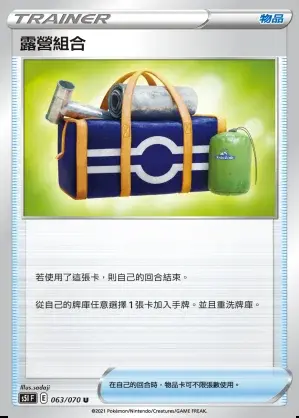 TRAINER 物品
露營組合
若使用了這張卡，則自己的回合結束。
從自己的牌庫任意選擇1張卡加入手牌。並且重洗牌庫。
Illus.sadaji
S5I F E 063/070 U
在自己的回合時，物品卡可不限張數使用。
©2021 Pokémon/Nintendo/Creatures/GAME FREAK.